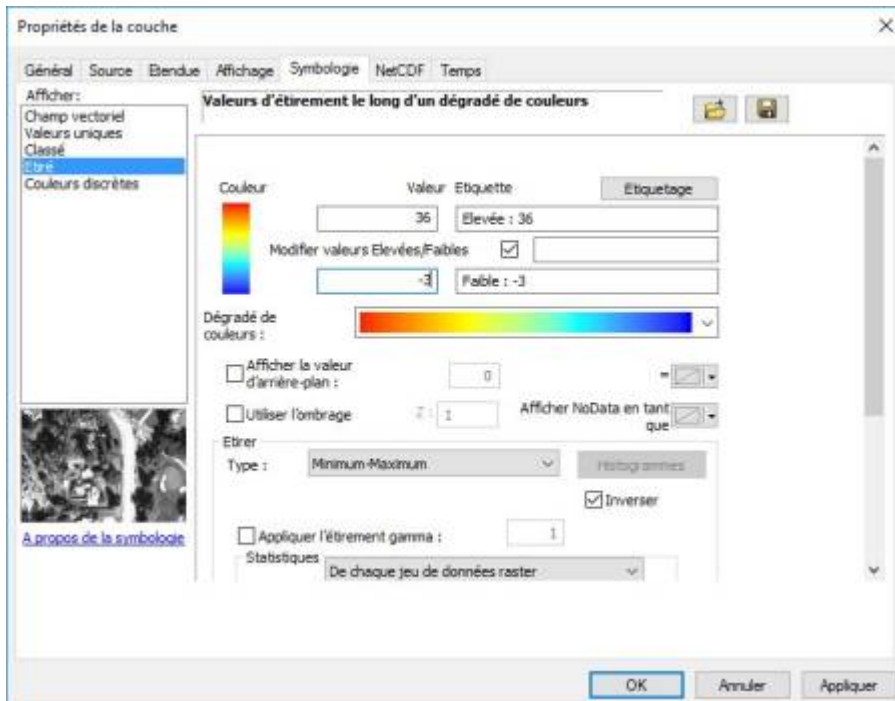 Propriétés de la couche
Général Source Etendue Affichage Symbologie NetCDF Temps
Afficher:
Champ vectoriel
Valeurs uniques
Classé
Etiré
Couleurs discrètes
Valeurs d'étirement le long d'un dégradé de couleurs
Couleur Valeur Etiquette Etiquetage
36 Elevée : 36
Modifier valeurs Elevées/Faibles
-3 Faible : -3
Dégradé de
couleurs :
Afficher la valeur
d'arrière-plan : 0 =
Utiliser l'ombrage Z : 1 Afficher NoData en tant
que
Etirer
Type : Minimum-Maximum Histogrammes
Inverser
Appliquer l'étirement gamma : 1
Statistiques
De chaque jeu de données raster
A propos de la symbologie
OK Annuler Appliquer